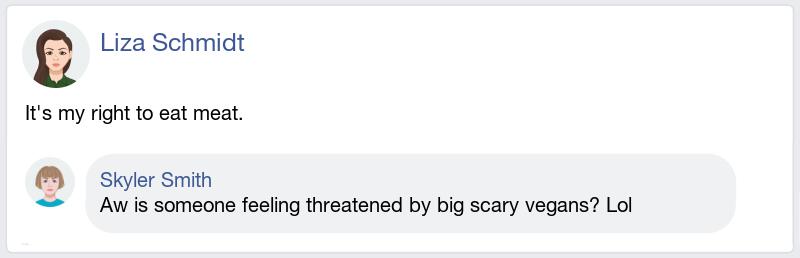 Liza Schmidt
It's my right to eat meat.
Skyler Smith
Aw is someone feeling threatened by big scary vegans? Lol